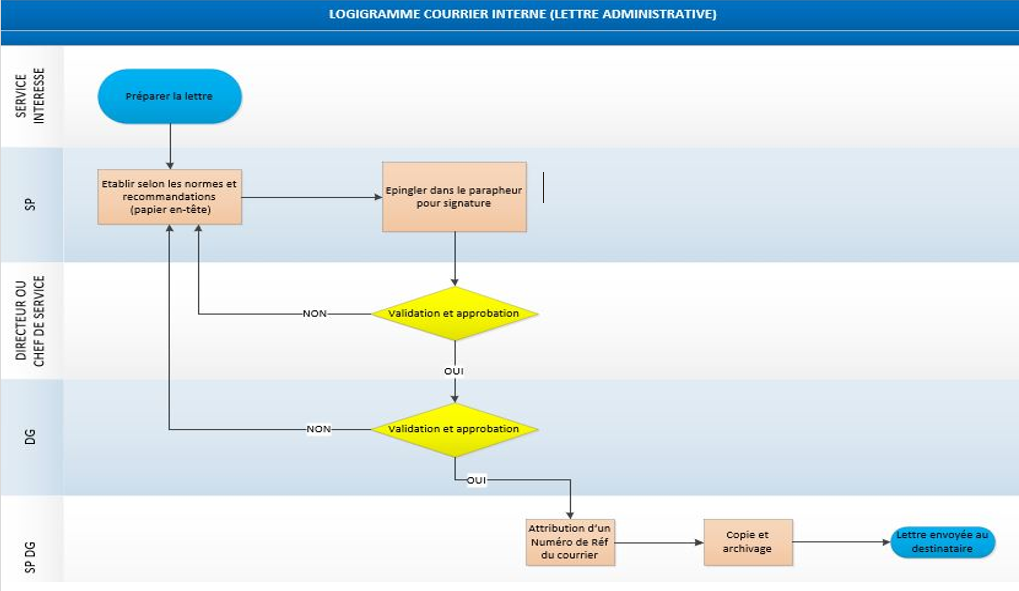 LOGIGRAMME COURRIER INTERNE (LETTRE ADMINISTRATIVE)
SERVICE
INTERESSE
Préparer la lettre
SP
Etablir selon les normes et
recommandations
(papier en-tête)
Epingler dans le parapheur
pour signature
DIRECTEUR OU
CHEF DE SERVICE
NON
Validation et approbation
OUI
DG
NON
Validation et approbation
OUI
SP DG
Attribution d'un
Numéro de Réf
du courrier
Copie et
archivage
Lettre envoyée au
destinataire